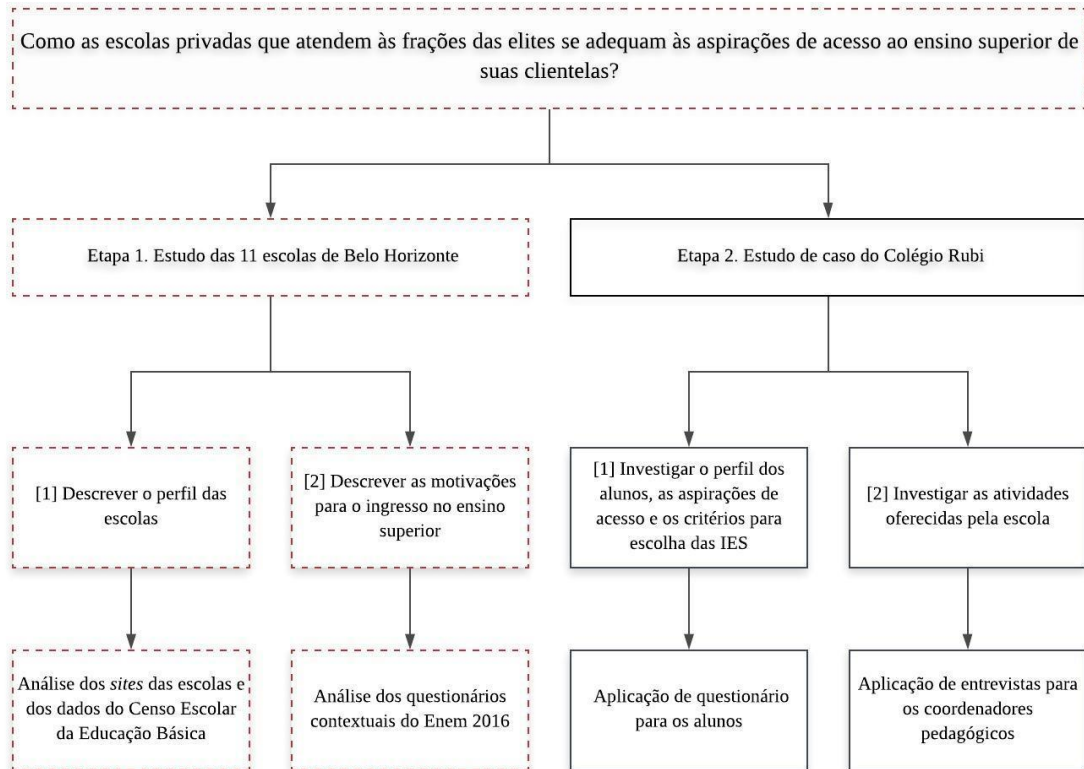 Como as escolas privadas que atendem às frações das elites se adequam às aspirações de acesso ao ensino superior de
suas clientelas?
Etapa 1. Estudo das 11 escolas de Belo Horizonte
Etapa 2. Estudo de caso do Colégio Rubi
[1] Descrever o perfil das
escolas
[2] Descrever as motivações
para o ingresso no ensino
superior
[1] Investigar o perfil dos
alunos, as aspirações de
acesso e os critérios para
escolha das IES
[2] Investigar as atividades
oferecidas pela escola
Análise dos sites das escolas e
dos dados do Censo Escolar
da Educação Básica
Análise dos questionários
contextuais do Enem 2016
Aplicação de questionário
para os alunos
Aplicação de entrevistas para
os coordenadores
pedagógicos